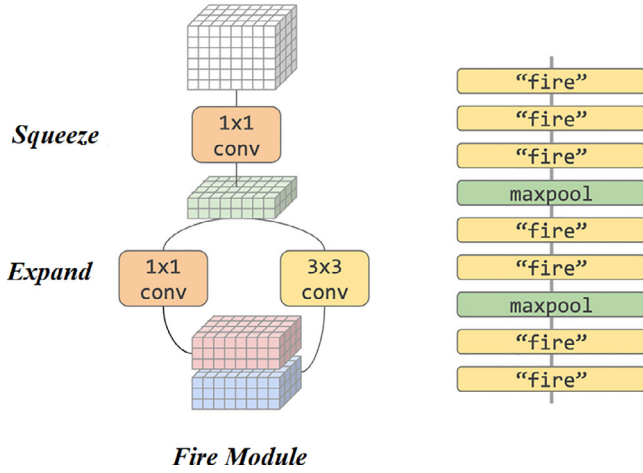 Squeeze
1x1
conv
Expand
1x1
conv
3x3
conv
Fire Module
“fire”
“fire”
“fire”
maxpool
“fire”
“fire”
maxpool
“fire”
“fire”